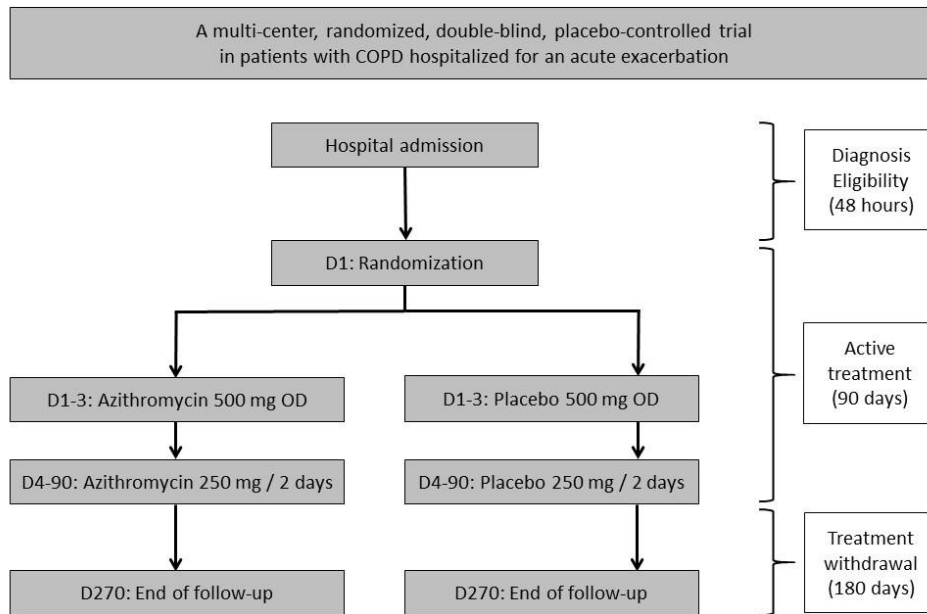 A multi-center, randomized, double-blind, placebo-controlled trial
in patients with COPD hospitalized for an acute exacerbation
Hospital admission
Diagnosis
Eligibility
(48 hours)
D1: Randomization
Active
treatment
(90 days)
D1-3: Azithromycin 500 mg OD
D1-3: Placebo 500 mg OD
D4-90: Azithromycin 250 mg / 2 days
D4-90: Placebo 250 mg / 2 days
Treatment
withdrawal
(180 days)
D270: End of follow-up
D270: End of follow-up